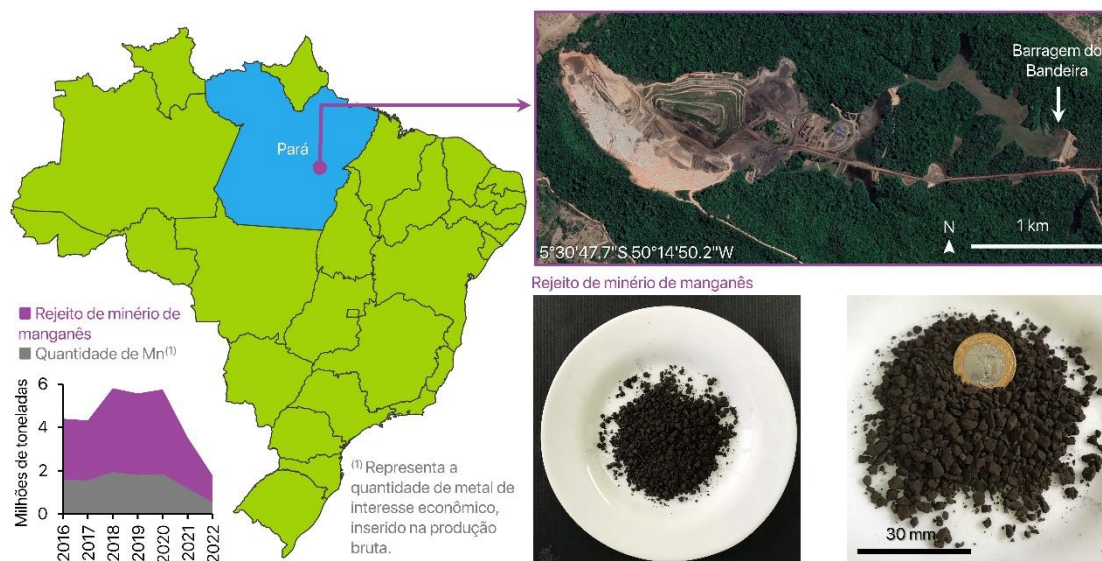 Pará
Barragem do
Bandeira
N
1 km
5°30'47.7"S 50°14'50.2"W
Rejeito de minério de manganês
Rejeito de minério de
manganês
Quantidade de Mn(1)
Milhões de toneladas
6
4
2
0
2016
2017
2018
2019
2020
2021
2022
(1) Representa a
quantidade de metal de
interesse econômico,
inserido na produção
bruta.
30 mm